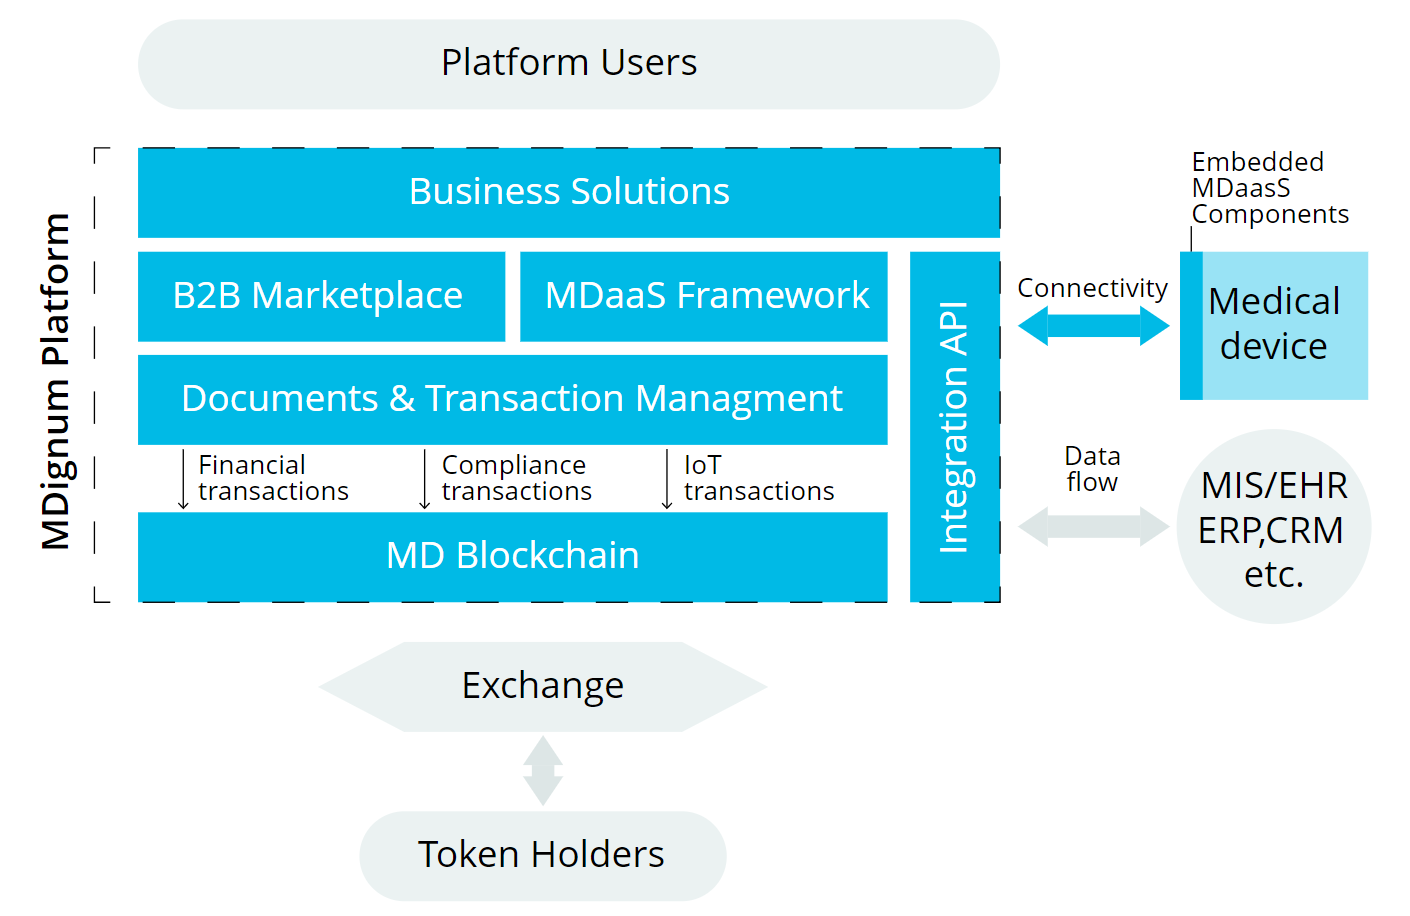 Platform Users
MDignum Platform
Business Solutions
B2B Marketplace
MDaaS Framework
Documents & Transaction Managment
Financial
transactions
Compliance
transactions
IoT
transactions
MD Blockchain
Integration API
Embedded
MDaasS
Components
Connectivity
Medical
device
Data
flow
MIS/EHR
ERP,CRM
etc.
Exchange
Token Holders